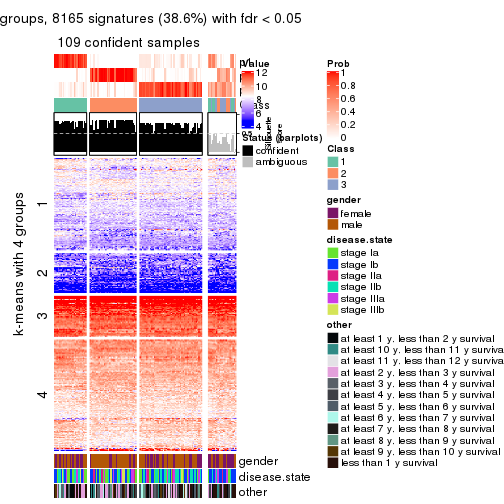 groups, 8165 signatures (38.6%) with fdr < 0.05
109 confident samples
Value
12
10
8
6
4
Silhouette
score
Status (barplots)
confident
ambiguous
Prob
1
0.8
0.6
0.4
0.2
0
Class
1
2
3
gender
female
male
disease.state
stage Ia
stage Ib
stage IIa
stage IIb
stage IIIa
stage IIIb
other
at least 1 y. less than 2 y survival
at least 10 y. less than 11 y surviva
at least 11 y. less than 12 y surviva
at least 2 y. less than 3 y survival
at least 3 y. less than 4 y survival
at least 4 y. less than 5 y survival
at least 5 y. less than 6 y survival
at least 6 y. less than 7 y survival
at least 7 y. less than 8 y survival
at least 8 y. less than 9 y survival
at least 9 y. less than 10 y surviva
less than 1 y survival
k-means with 4 groups
1
2
3
4
gender
disease.state
other